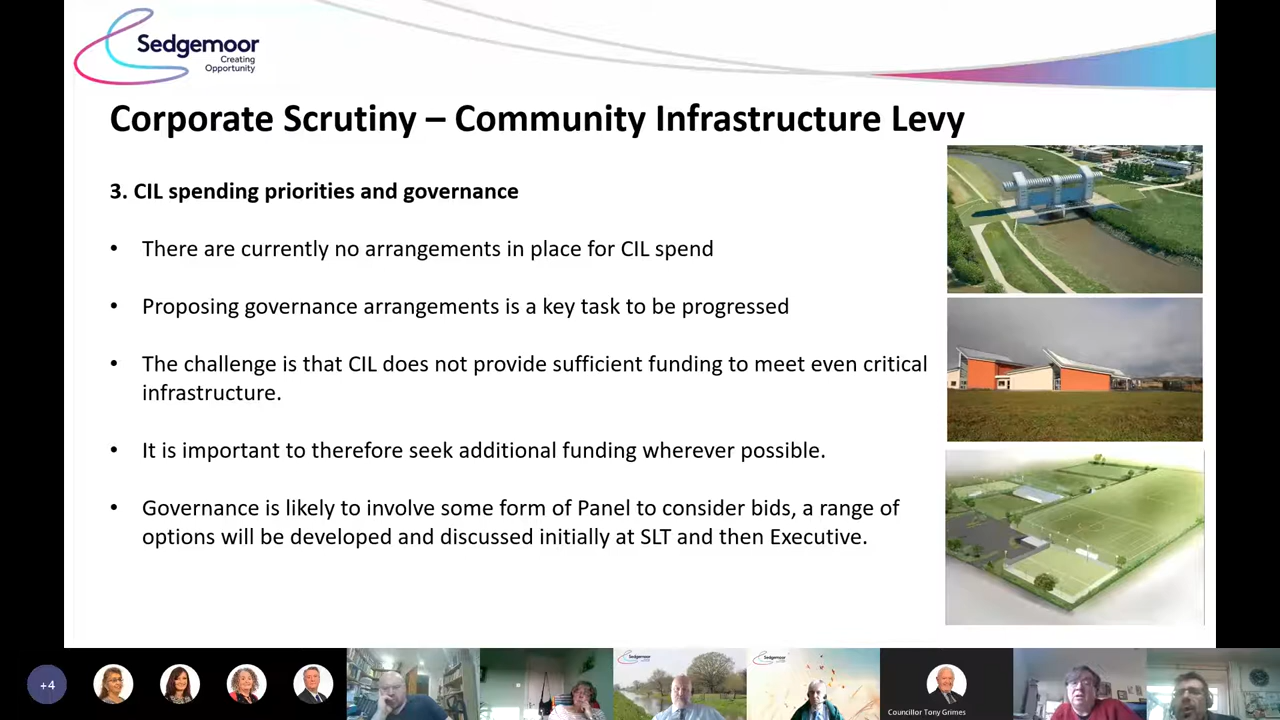 Sedgemoor
Creating
Opportunity
Corporate Scrutiny – Community Infrastructure Levy
3. CIL spending priorities and governance
• There are currently no arrangements in place for CIL spend
• Proposing governance arrangements is a key task to be progressed
• The challenge is that CIL does not provide sufficient funding to meet even critical
infrastructure.
• It is important to therefore seek additional funding wherever possible.
• Governance is likely to involve some form of Panel to consider bids, a range of
options will be developed and discussed initially at SLT and then Executive.
+4
Sedgemoor
Sedgemoor
Councillor Tony Grimes